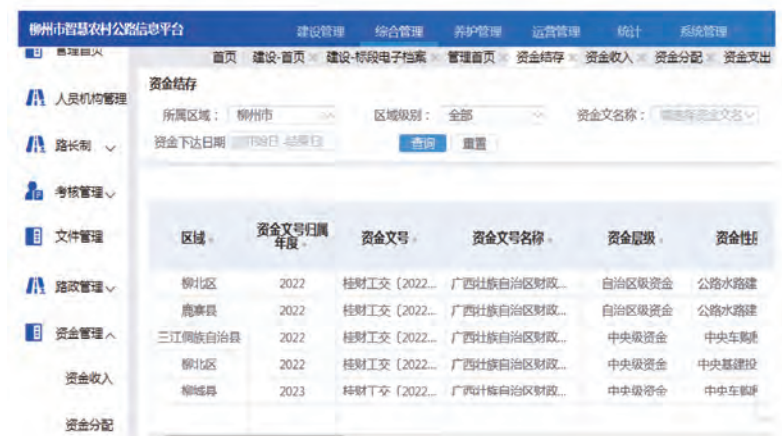 柳州市智慧农村公路信息平台 建设管理 综合管理 养护管理 运营管理 统计 系统管理
管理首页 首页 建设-首页 × 建设-标段电子档案 × 管理首页 × 资金结存 × 资金收入 × 资金分配 × 资金支出
资金结存
人员机构管理
所属区域： 柳州市 区域级别： 全部 资金文名称：
路长制 资金下达日期 查询 重置
考核管理
文件管理
区域 资金文号归属年度 资金文号 资金文号名称 资金层级 资金性
路政管理
柳北区 2022 桂财工交〔2022... 广西壮族自治区财政... 自治区级资金 公路水路建
鹿寨县 2022 桂财工交〔2022... 广西壮族自治区财政... 自治区级资金 公路水路建
资金管理
三江侗族自治县 2022 桂财工交〔2022... 广西壮族自治区财政... 中央级资金 中央车购
柳北区 2022 桂财工交〔2022... 广西壮族自治区财政... 中央级资金 中央基建投
资金收入
柳城县 2023 桂财工交〔2022... 广西壮族自治区财政... 中央级资金 中央车购
资金分配